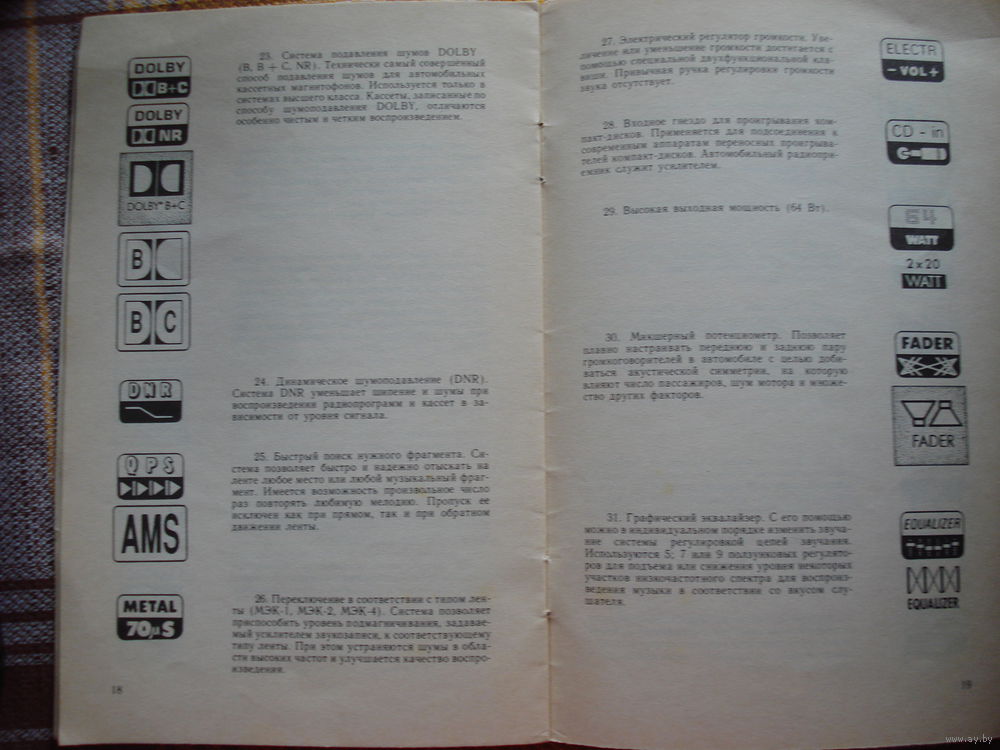 DOLBY
B+C
DOLBY
NR
DOLBY B+C
B
B C
23. Система подавления шумов DOLBY
(B, B + C, NR). Технически самый совершенный
способ подавления шумов для автомобильных
кассетных магнитофонов. Используется только в
системах высшего класса. Кассеты, записанные по
способу шумоподавления DOLBY, отличаются
особенно чистым и четким воспроизведением.
DNR
24. Динамическое шумоподавление (DNR).
Система DNR уменьшает шипение и шумы при
воспроизведении радиопрограмм и кассет в за-
висимости от уровня сигнала.
QPS
AMS
25. Быстрый поиск нужного фрагмента. Си-
стема позволяет быстро и надежно отыскать на
ленте любое место или любой музыкальный фраг-
мент. Имеется возможность произвольное число
раз повторять любимую мелодию. Пропуск ее
исключен как при прямом, так и при обратном
движении ленты.
METAL
70μS
26. Переключение в соответствии с типом лен-
ты (МЭК-1, МЭК-2, МЭК-4). Система позволяет
приспособить уровень подмагничивания, задавае-
мый усилителем звукозаписи, к соответствующему
типу ленты. При этом устраняются шумы в обла-
сти высоких частот и улучшается качество воспро-
изведения.
18
27. Электрический регулятор громкости. Уве-
личение или уменьшение громкости достигается с
помощью специальной двухфункциональной кла-
виши. Привычная ручка регулировки громкости
звука отсутствует.
ELECTR
- VOL +
28. Входное гнездо для проигрывания ком-
пакт-дисков. Применяется для подсоединения к
современным аппаратам переносных проигрыва-
телей компакт-дисков. Автомобильный радиопри-
емник служит усилителем.
CD - in
29. Высокая выходная мощность (64 Вт).
64
WATT
2 x 20
WATT
30. Микшерный потенциометр. Позволяет
плавно настраивать переднюю и заднюю пару
громкоговорителей в автомобиле с целью доби-
ваться акустической симметрии, на которую
влияют число пассажиров, шум мотора и множе-
ство других факторов.
FADER
FADER
31. Графический эквалайзер. С его помощью
можно в индивидуальном порядке изменить звуча-
ние системы регулировкой цепей звучания.
Используются 5; 7 или 9 ползунковых регулято-
ров для подъема или снижения уровня некоторых
участков низкочастотного спектра для воспроиз-
ведения музыки в соответствии со вкусом слу-
шателя.
EQUALIZER
EQUALIZER
19
www.ay.by